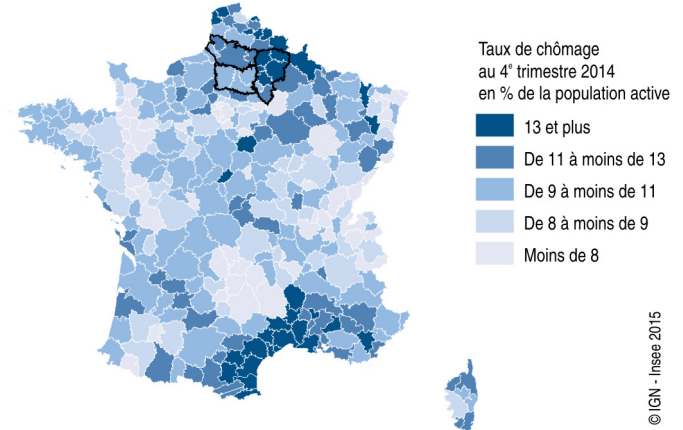 Taux de chômage
au 4e trimestre 2014
en % de la population active
13 et plus
De 11 à moins de 13
De 9 à moins de 11
De 8 à moins de 9
Moins de 8
© IGN - Insee 2015